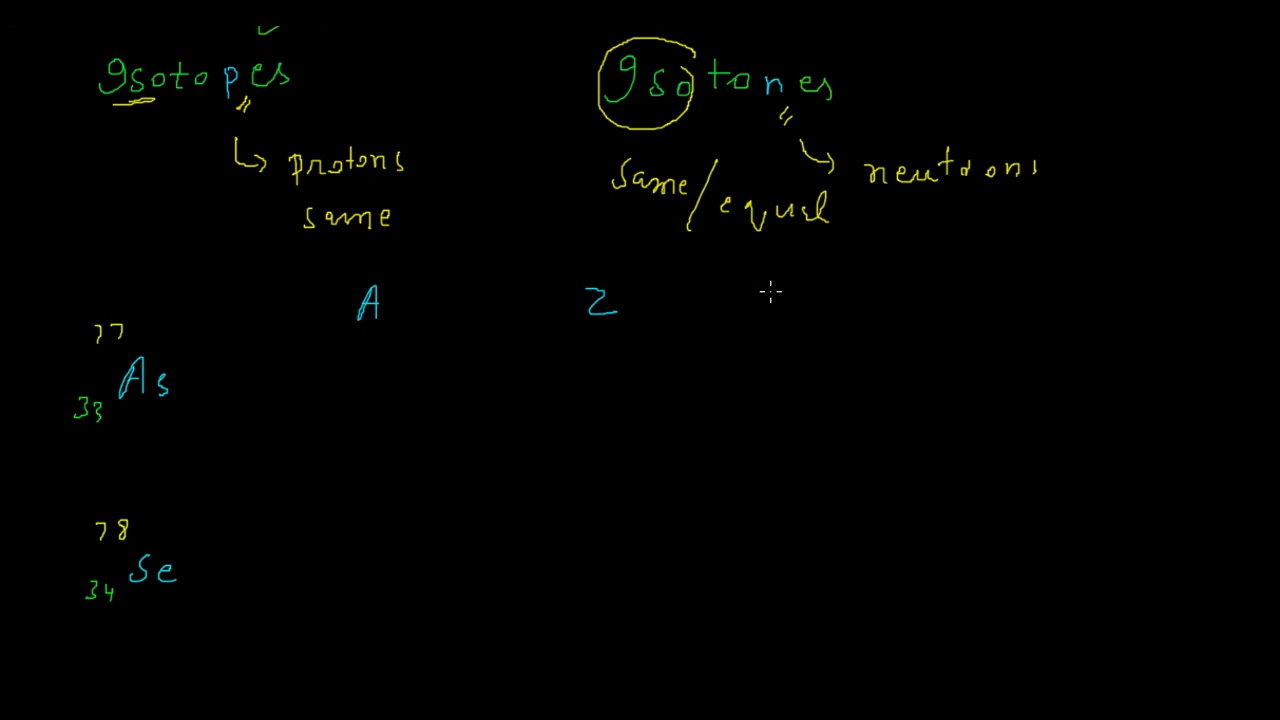 Isotopes Isotones
protons same/equal neutrons
same
A Z
77
As
33
78
Se
34